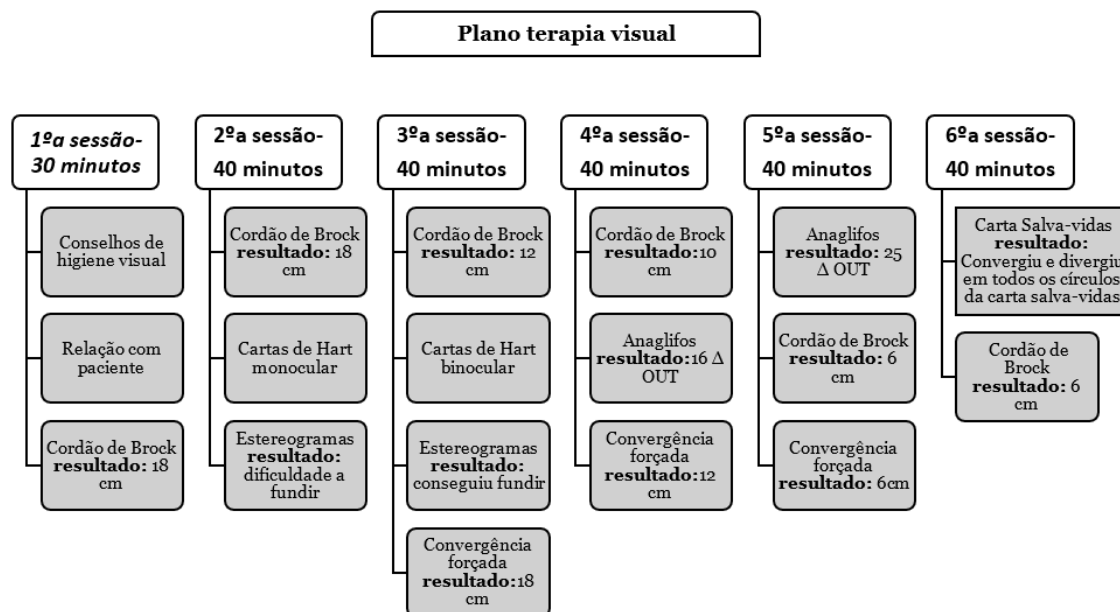 Plano terapia visual
1ºa sessão-
30 minutos
Conselhos de
higiene visual
Relação com
paciente
Cordão de Brock
resultado: 18
cm
2ºa sessão-
40 minutos
Cordão de Brock
resultado: 18
cm
Cartas de Hart
monocular
Estereogramas
resultado:
dificuldade a
fundir
3ºa sessão-
40 minutos
Cordão de Brock
resultado: 12
cm
Cartas de Hart
binocular
Estereogramas
resultado:
conseguiu fundir
Convergência
forçada
resultado:18
cm
4ºa sessão-
40 minutos
Cordão de Brock
resultado:10
cm
Anaglifos
resultado:16 Δ
OUT
Convergência
forçada
resultado:12
cm
5ºa sessão-
40 minutos
Anaglifos
resultado: 25
Δ OUT
Cordão de Brock
resultado: 6
cm
Convergência
forçada
resultado: 6cm
6ºa sessão-
40 minutos
Carta Salva-vidas
resultado:
Convergiu e divergiu
em todos os círculos
da carta salva-vidas
Cordão de
Brock
resultado: 6
cm